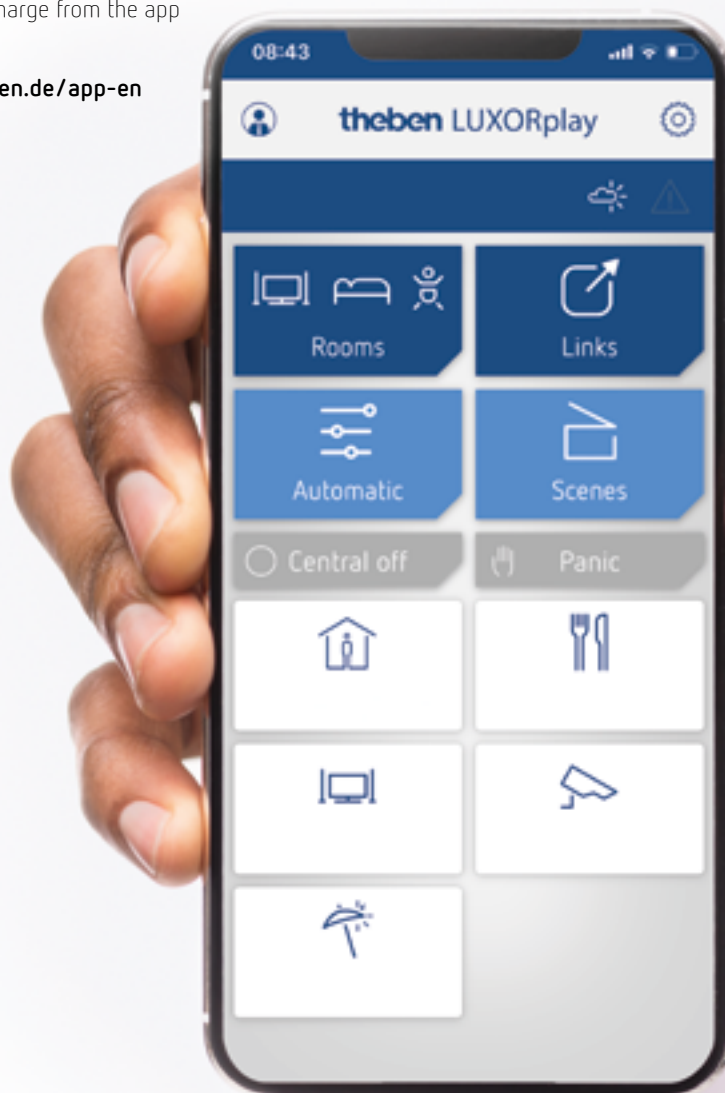 harge from the app
en.de/app-en
08:43
theben LUXORplay
Rooms
Links
Automatic
Scenes
Central off
Panic